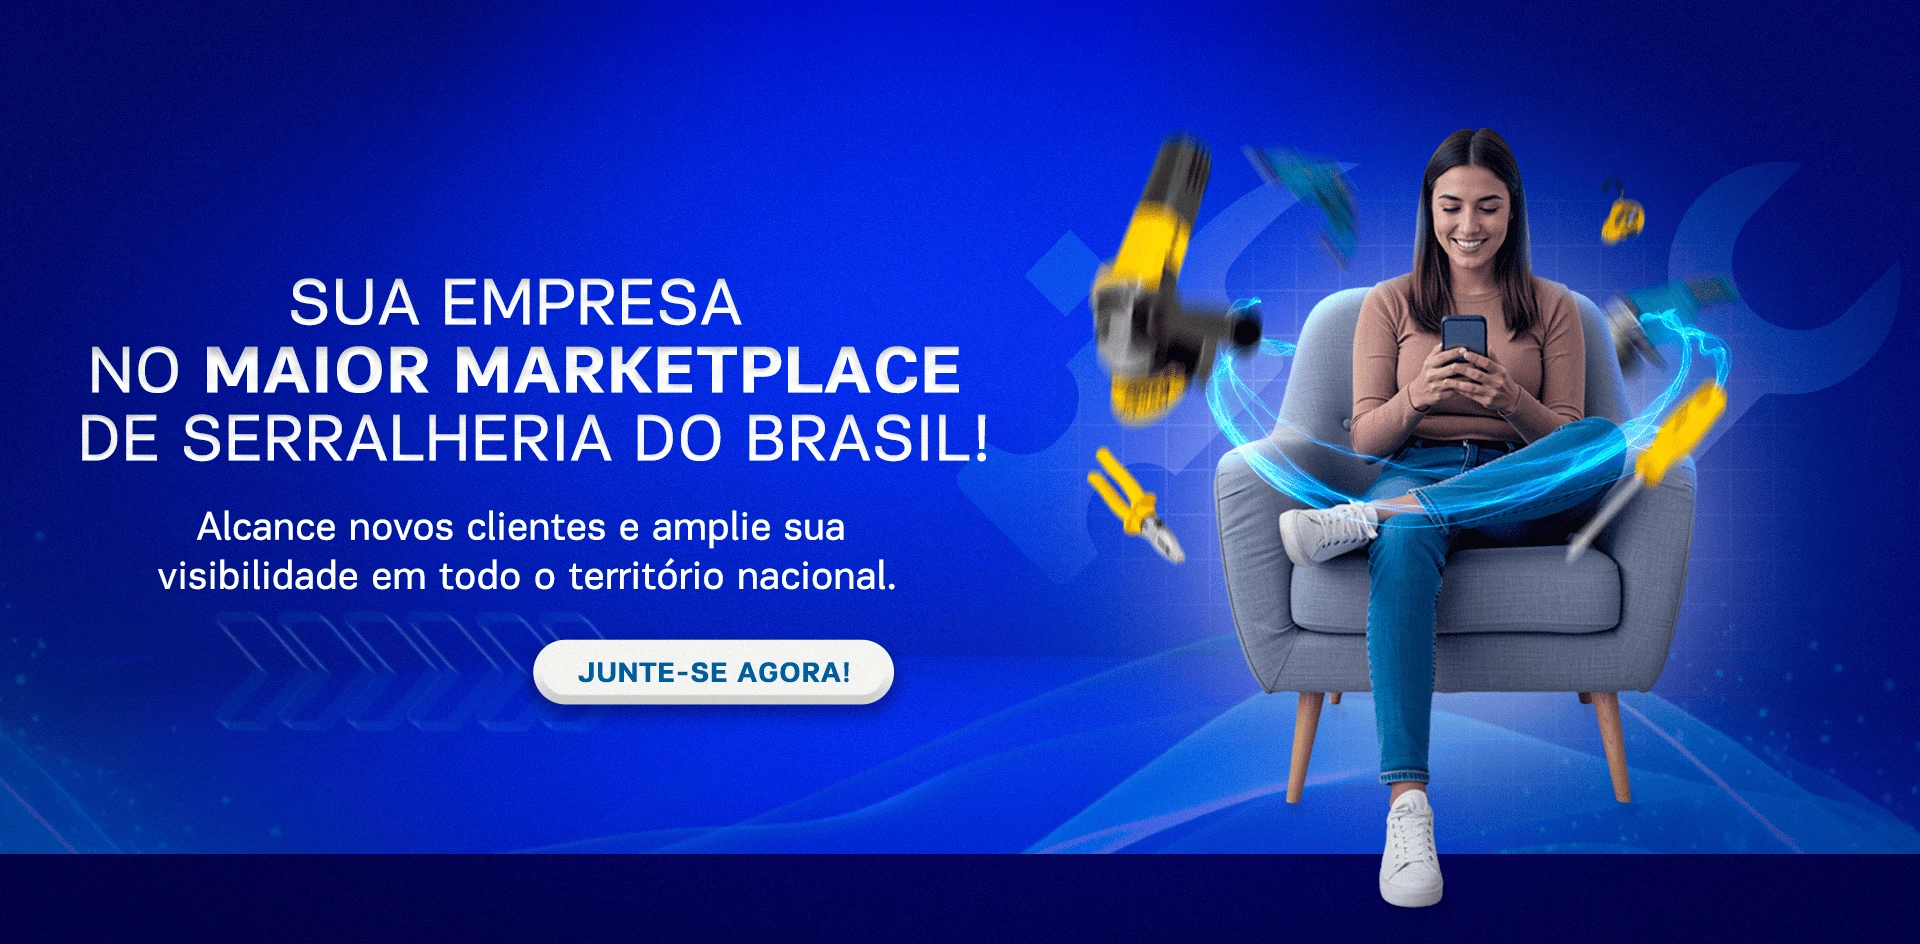 SUA EMPRESA
NO MAIOR MARKETPLACE
DE SERRALHERIA DO BRASIL!
Alcance novos clientes e amplie sua
visibilidade em todo o território nacional.
JUNTE-SE AGORA!